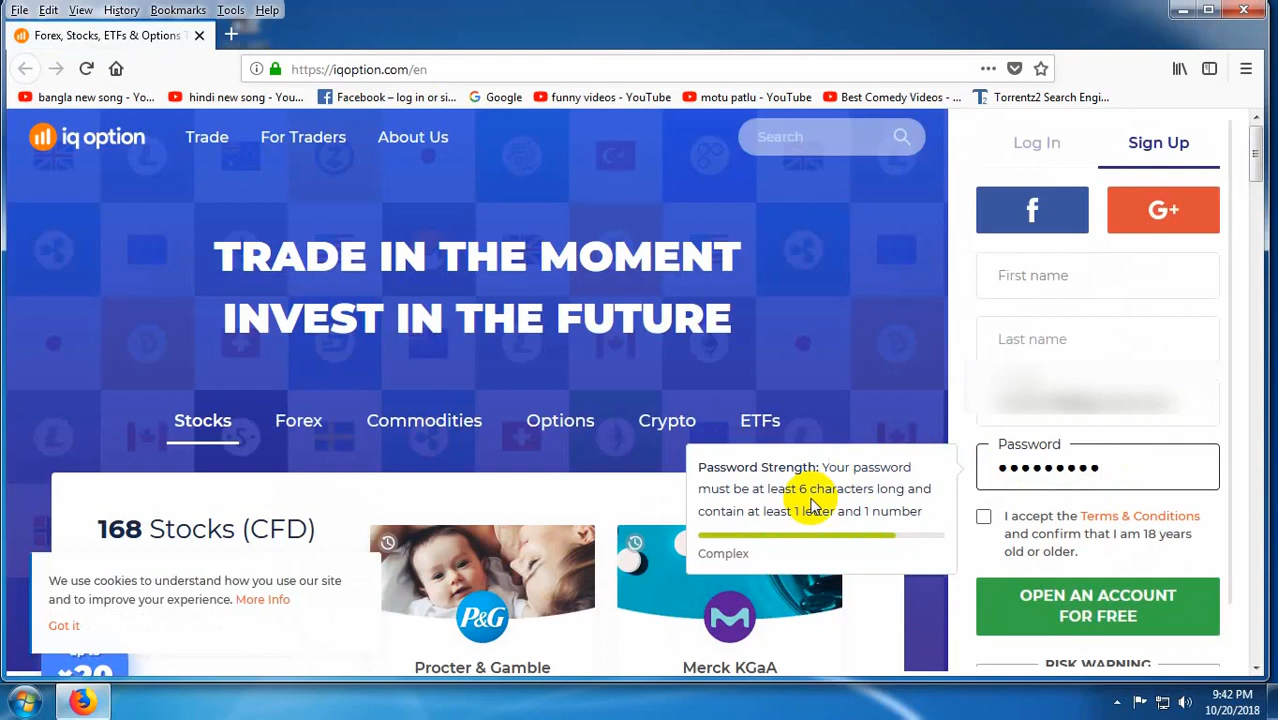 File Edit View History Bookmarks Tools Help
Forex, Stocks, ETFs & Options T
https://iqoption.com/en
bangla new song - Yo...
hindi new song - You...
Facebook – log in or si...
Google
funny videos - YouTube
motu patlu - YouTube
Best Comedy Videos - ...
Torrentz2 Search Engi...
iq option
Trade
For Traders
About Us
Search
Log In
Sign Up
f
G+
First name
Last name
TRADE IN THE MOMENT
INVEST IN THE FUTURE
Stocks
Forex
Commodities
Options
Crypto
ETFs
Password
Password Strength: Your password
must be at least 6 characters long and
contain at least 1 letter and 1 number
Complex
I accept the Terms & Conditions
and confirm that I am 18 years
old or older.
OPEN AN ACCOUNT
FOR FREE
RISK WARNING
168 Stocks (CFD)
We use cookies to understand how you use our site
and to improve your experience. More Info
Got it
P&G
Procter & Gamble
Merck KGaA
9:42 PM
10/20/2018